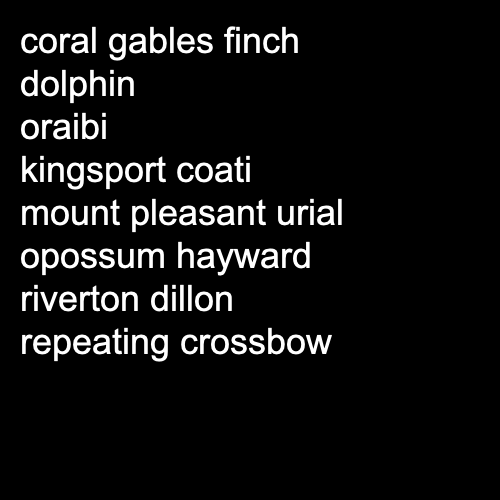 coral gables finch
dolphin
oraibi
kingsport coati
mount pleasant urial
opossum hayward
riverton dillon
repeating crossbow